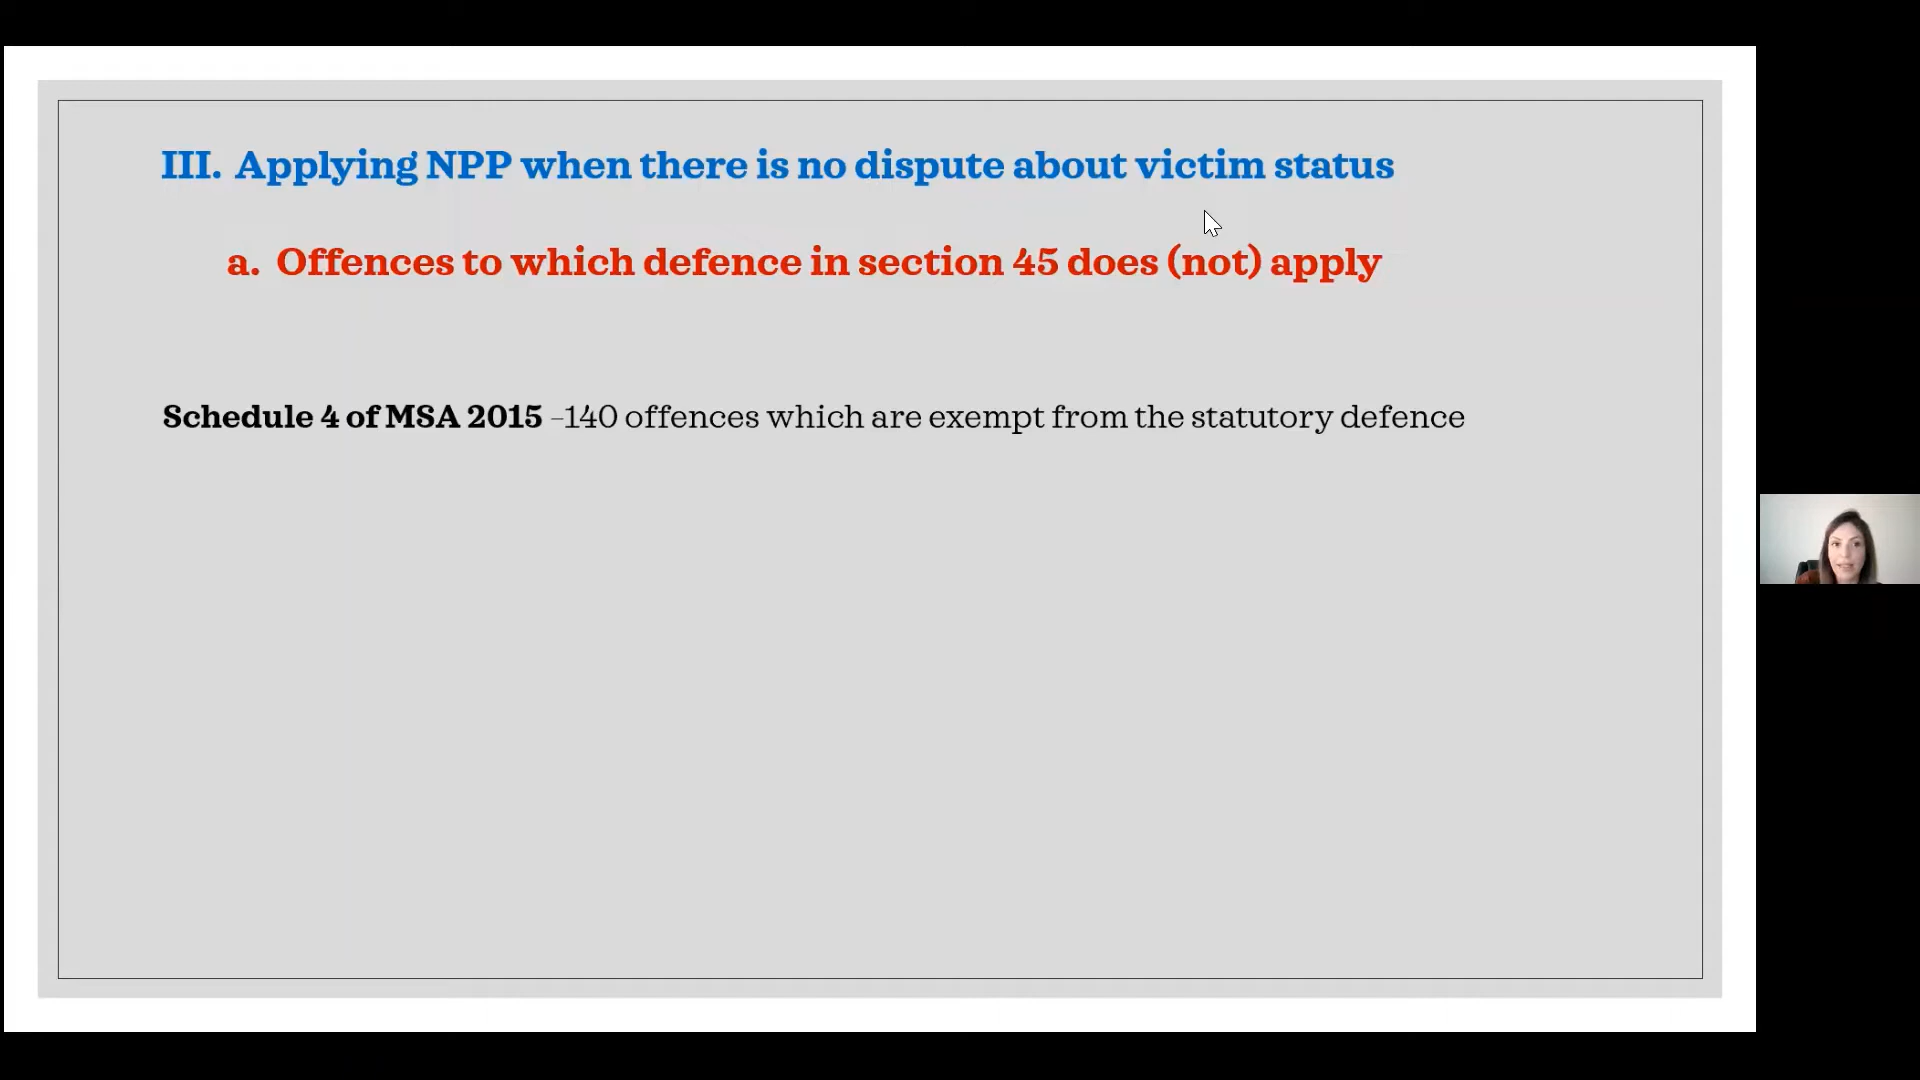 III. Applying NPP when there is no dispute about victim status
a. Offences to which defence in section 45 does (not) apply
Schedule 4 of MSA 2015 –140 offences which are exempt from the statutory defence